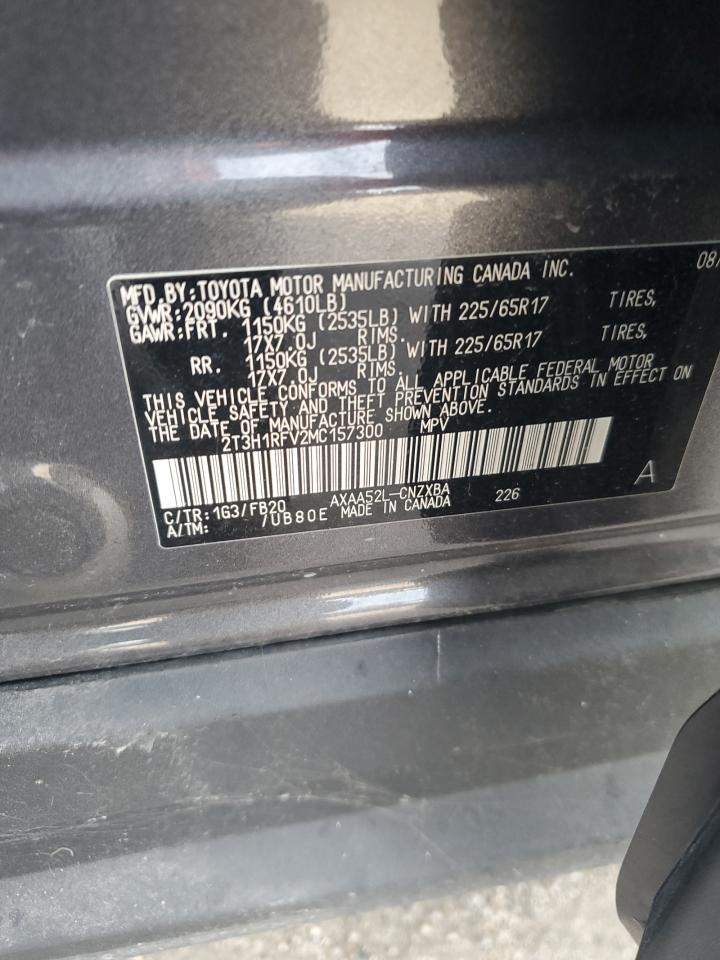 MFD.BY:TOYOTA MOTOR MANUFACTURING CANADA INC. 08/
GVWR:2090KG (4610LB)
GAWR:FRT. 1150KG (2535LB) WITH 225/65R17 TIRES,
17X7.0J RIMS.
RR. 1150KG (2535LB) WITH 225/65R17 TIRES,
17X7.0J RIMS.
THIS VEHICLE CONFORMS TO ALL APPLICABLE FEDERAL MOTOR
VEHICLE SAFETY AND THEFT PREVENTION STANDARDS IN EFFECT ON
THE DATE OF MANUFACTURE SHOWN ABOVE.
2T3H1RFV2MC157300 MPV
C/TR:1G3/FB20 AXAA52L-CNZXBA 226 A
A/TM: /UB80E MADE IN CANADA